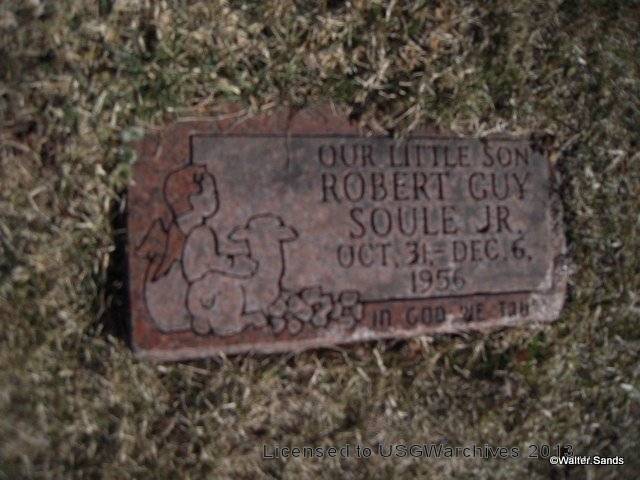 OUR LITTLE SON
ROBERT GUY
SOULE JR.
OCT. 31,=DEC. 6,
1956
IN GOD WE
Licensed to USGWarchives 2013
©Walter Sands